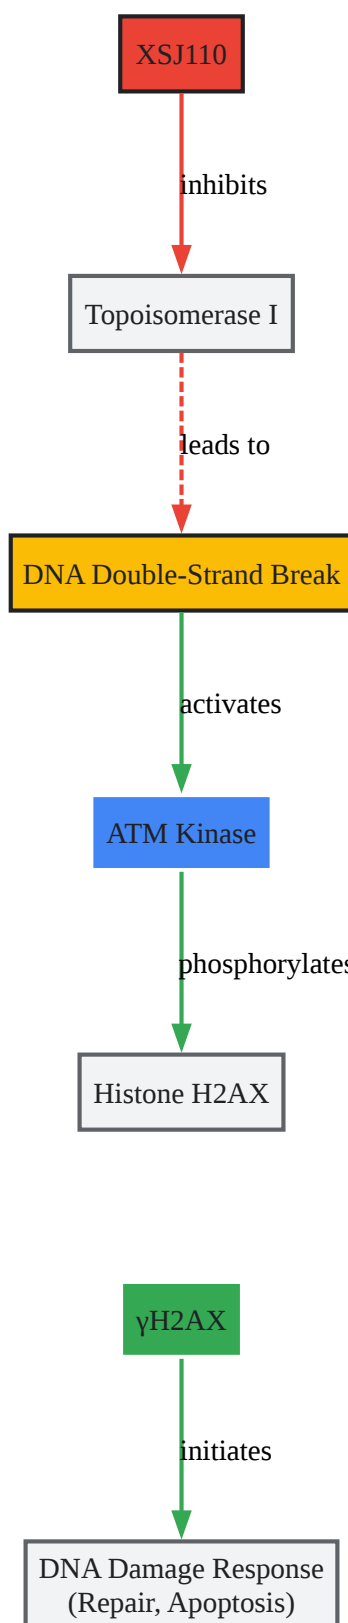 XSJ110
inhibits
Topoisomerase I
leads to
DNA Double-Strand Break
activates
ATM Kinase
phosphorylates
Histone H2AX
γH2AX
initiates
DNA Damage Response
(Repair, Apoptosis)